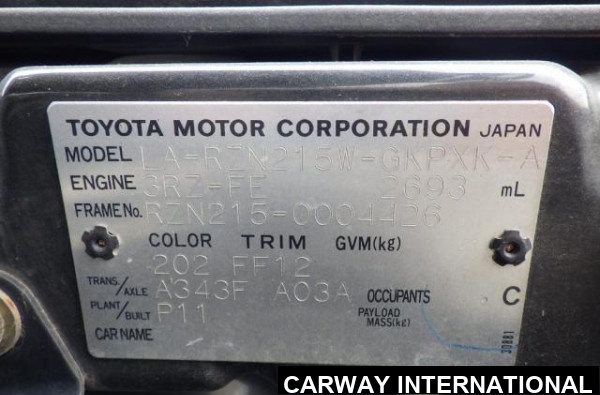 TOYOTA MOTOR CORPORATION JAPAN
MODEL LA-RZN215W-GKPXK-A
ENGINE 3RZ-FE 2693 mL
FRAME No. RZN215-0004426
COLOR TRIM GVM(kg)
202 FF12
TRANS./AXLE A343F A03A OCCUPANTS C
PLANT/BUILT P11 PAYLOAD MASS(kg)
CAR NAME
30881
CARWAY INTERNATIONAL